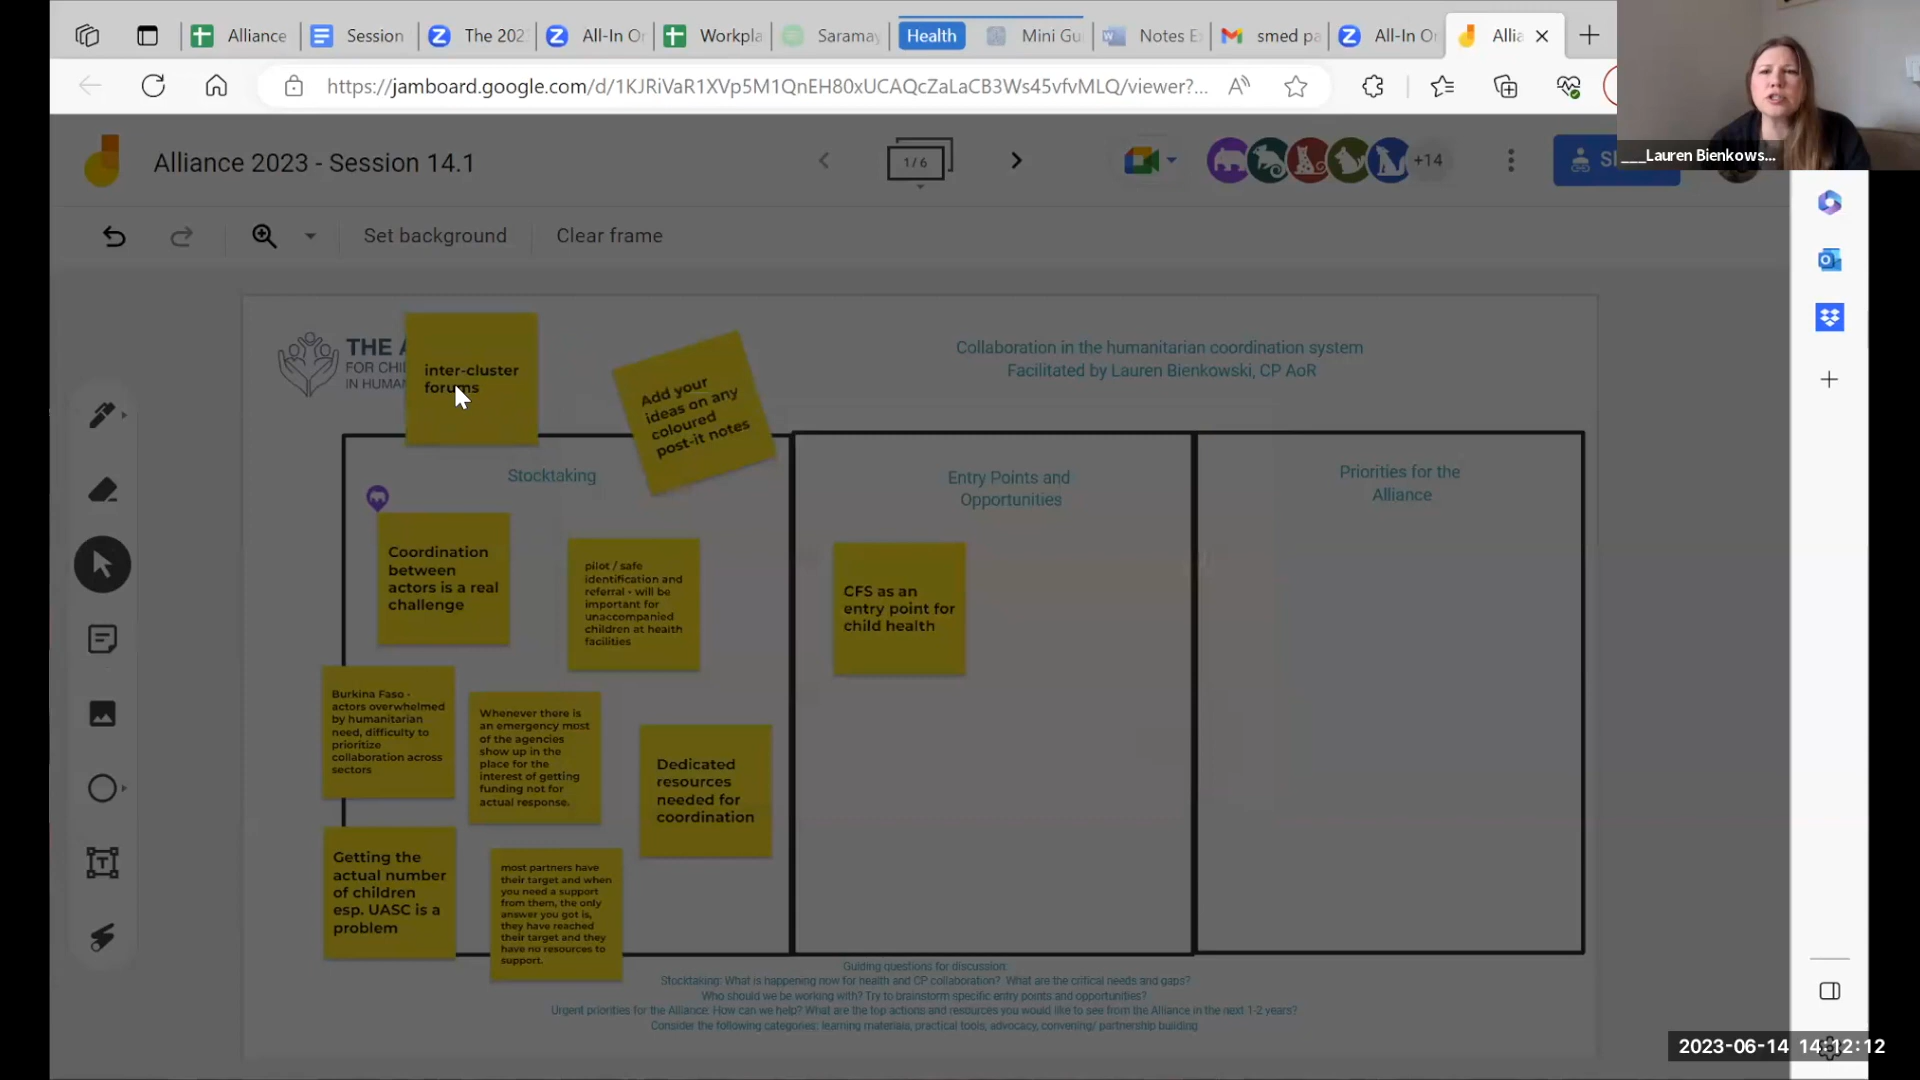 Alliance
Session
The 202
All-In Or
Workpla
Saramay
Health
Mini Gu
Notes E
smed pa
All-In Or
Allia
https://jamboard.google.com/d/1KJRiVaR1XVp5M1QnEH80xUCAQcZaLaCB3Ws45vfvMLQ/viewer?...
___Lauren Bienkows...
Alliance 2023 - Session 14.1
1/6
+14
Set background
Clear frame
THE A
FOR CHI
IN HUMA
inter-cluster
forums
Add your
ideas on any
coloured
post-it notes
Collaboration in the humanitarian coordination system
Facilitated by Lauren Bienkowski, CP AoR
Stocktaking
Entry Points and
Opportunities
Priorities for the
Alliance
Coordination
between
actors is a real
challenge
pilot / safe
identification and
referral - will be
important for
unaccompanied
children at health
facilities
CFS as an
entry point for
child health
Burkina Faso -
actors overwhelmed
by humanitarian
need, difficulty to
prioritize
collaboration across
sectors
Whenever there is
an emergency most
of the agencies
show up in the
place for the
interest of getting
funding not for
actual response.
Dedicated
resources
needed for
coordination
Getting the
actual number
of children
esp. UASC is a
problem
most partners have
their target and when
you need a support
from them, the only
answer you got is,
they have reached
their target and they
have no resources to
support.
Guiding questions for discussion:
Stocktaking: What is happening now for health and CP collaboration? What are the critical needs and gaps?
Who should we be working with? Try to brainstorm specific entry points and opportunities?
Urgent priorities for the Alliance: How can we help? What are the top actions and resources you would like to see from the Alliance in the next 1-2 years?
Consider the following categories: learning materials, practical tools, advocacy, convening/ partnership building
2023-06-14 14:12:12